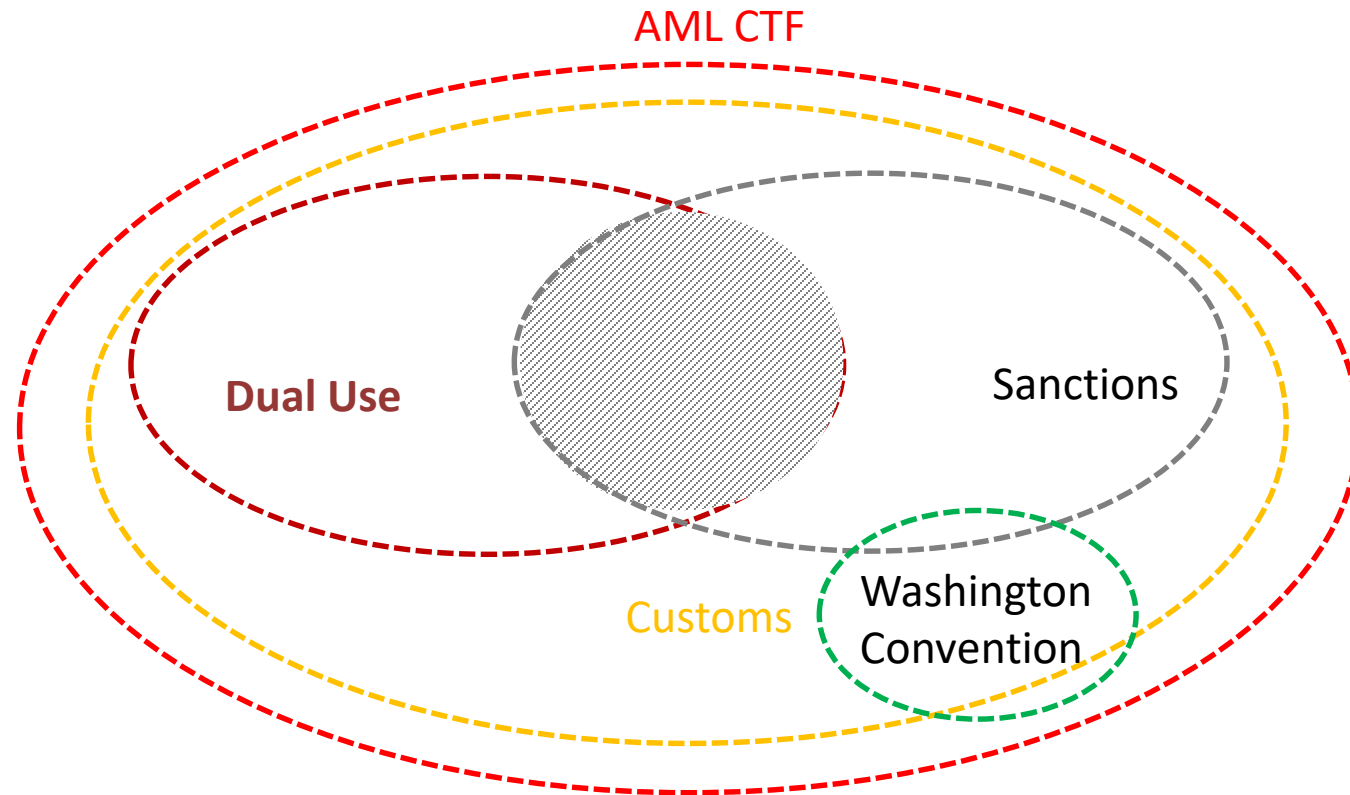 AML CTF
Dual Use
Sanctions
Customs
Washington
Convention